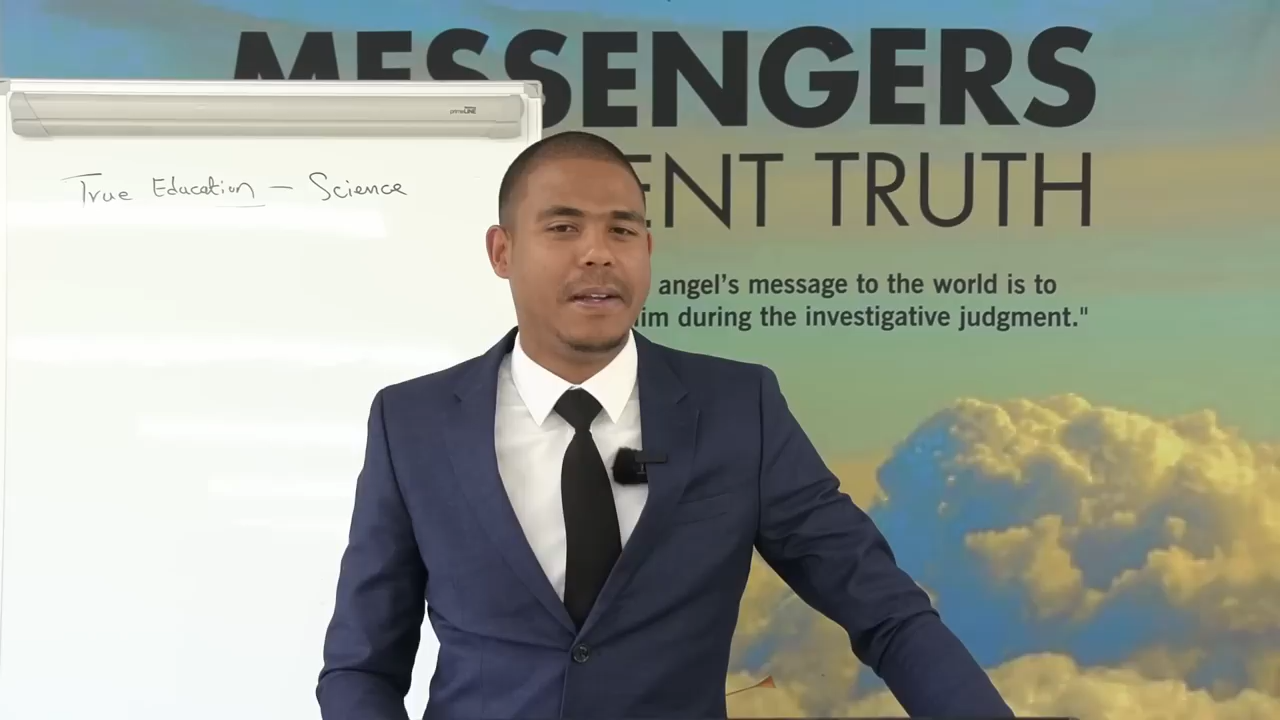 MESSENGERS
ENT TRUTH
angel's message to the world is to
im during the investigative judgment."
True Education — Science